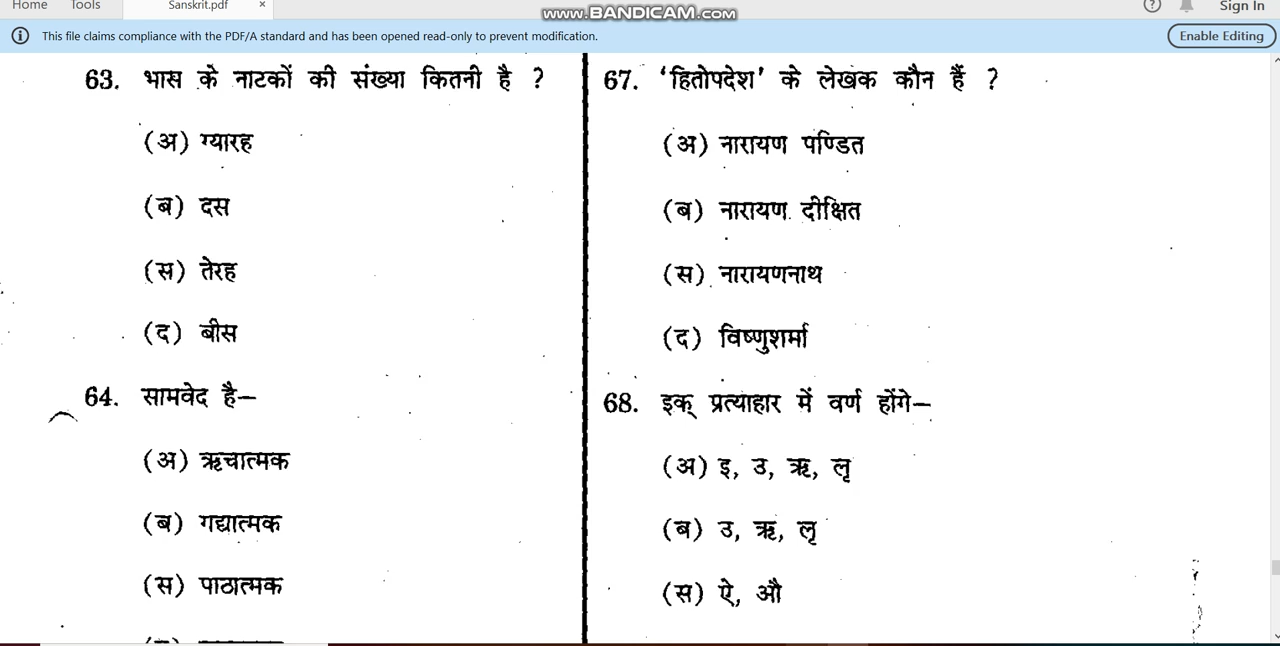 Home Tools Sanskrit.pdf × www.BANDICAM.com Sign In
This file claims compliance with the PDF/A standard and has been opened read-only to prevent modification. Enable Editing
63. भास के नाटकों की संख्या कितनी है ?
(अ) ग्यारह
(ब) दस
(स) तेरह
(द) बीस
64. सामवेद है—
(अ) ऋचात्मक
(ब) गद्यात्मक
(स) पाठात्मक
67. 'हितोपदेश' के लेखक कौन हैं ?
(अ) नारायण पण्डित
(ब) नारायण दीक्षित
(स) नारायणनाथ
(द) विष्णुशर्मा
68. इक् प्रत्याहार में वर्ण होंगे—
(अ) इ, उ, ऋ, लृ
(ब) उ, ऋ, लृ
(स) ऐ, औ